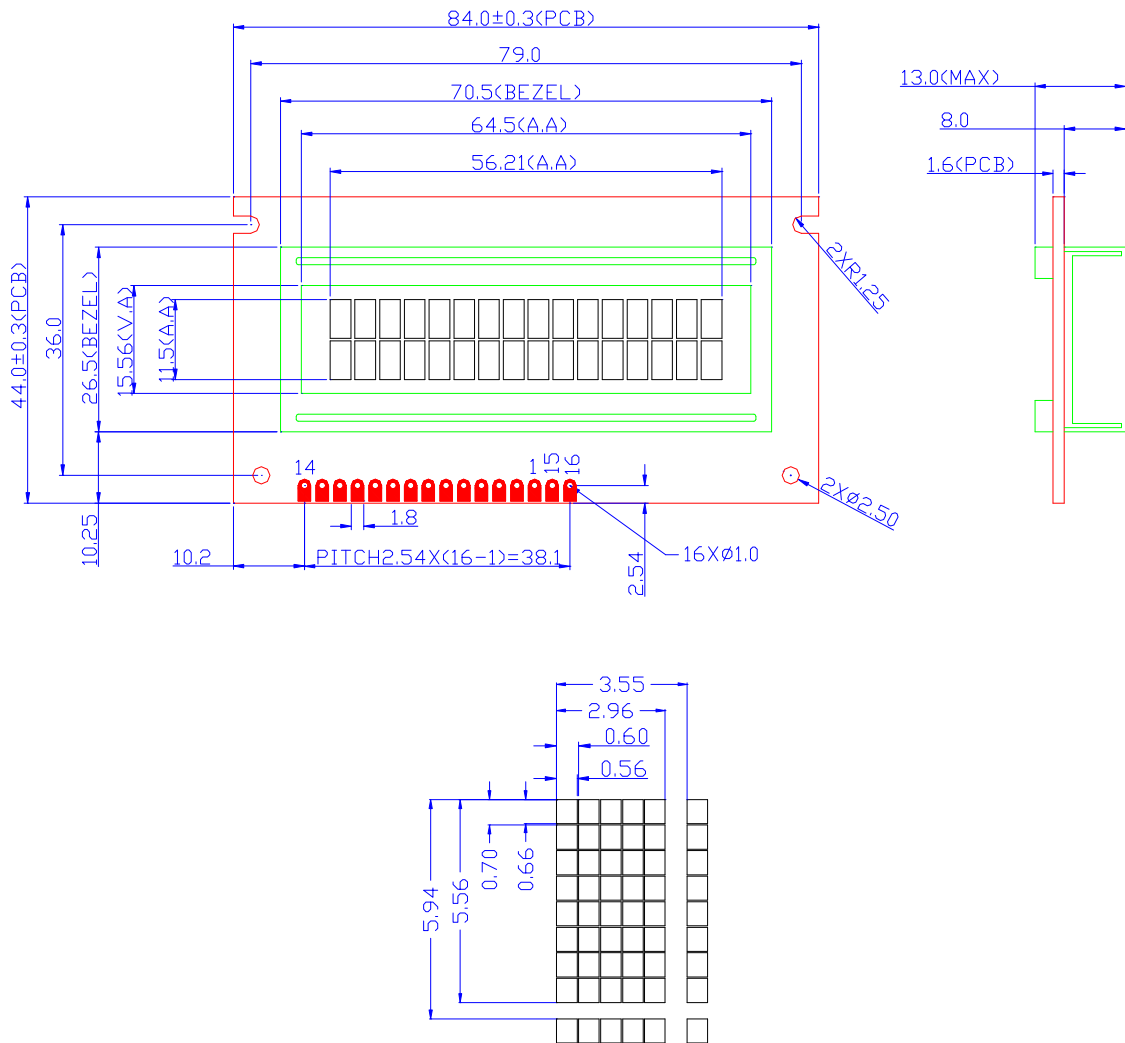 84.0±0.3(PCB)
79.0
13.0(MAX)
70.5(BEZEL)
64.5(A.A)
8.0
56.21(A.A)
1.6(PCB)
44.0±0.3(PCB)
36.0
26.5(BEZEL)
15.56(V.A)
11.5(A.A)
2XR1.25
14
1
15
16
2XØ2.50
10.25
1.8
10.2
PITCH2.54X(16-1)=38.1
2.54
16XØ1.0
3.55
2.96
0.60
0.56
0.70
0.66
5.94
5.56